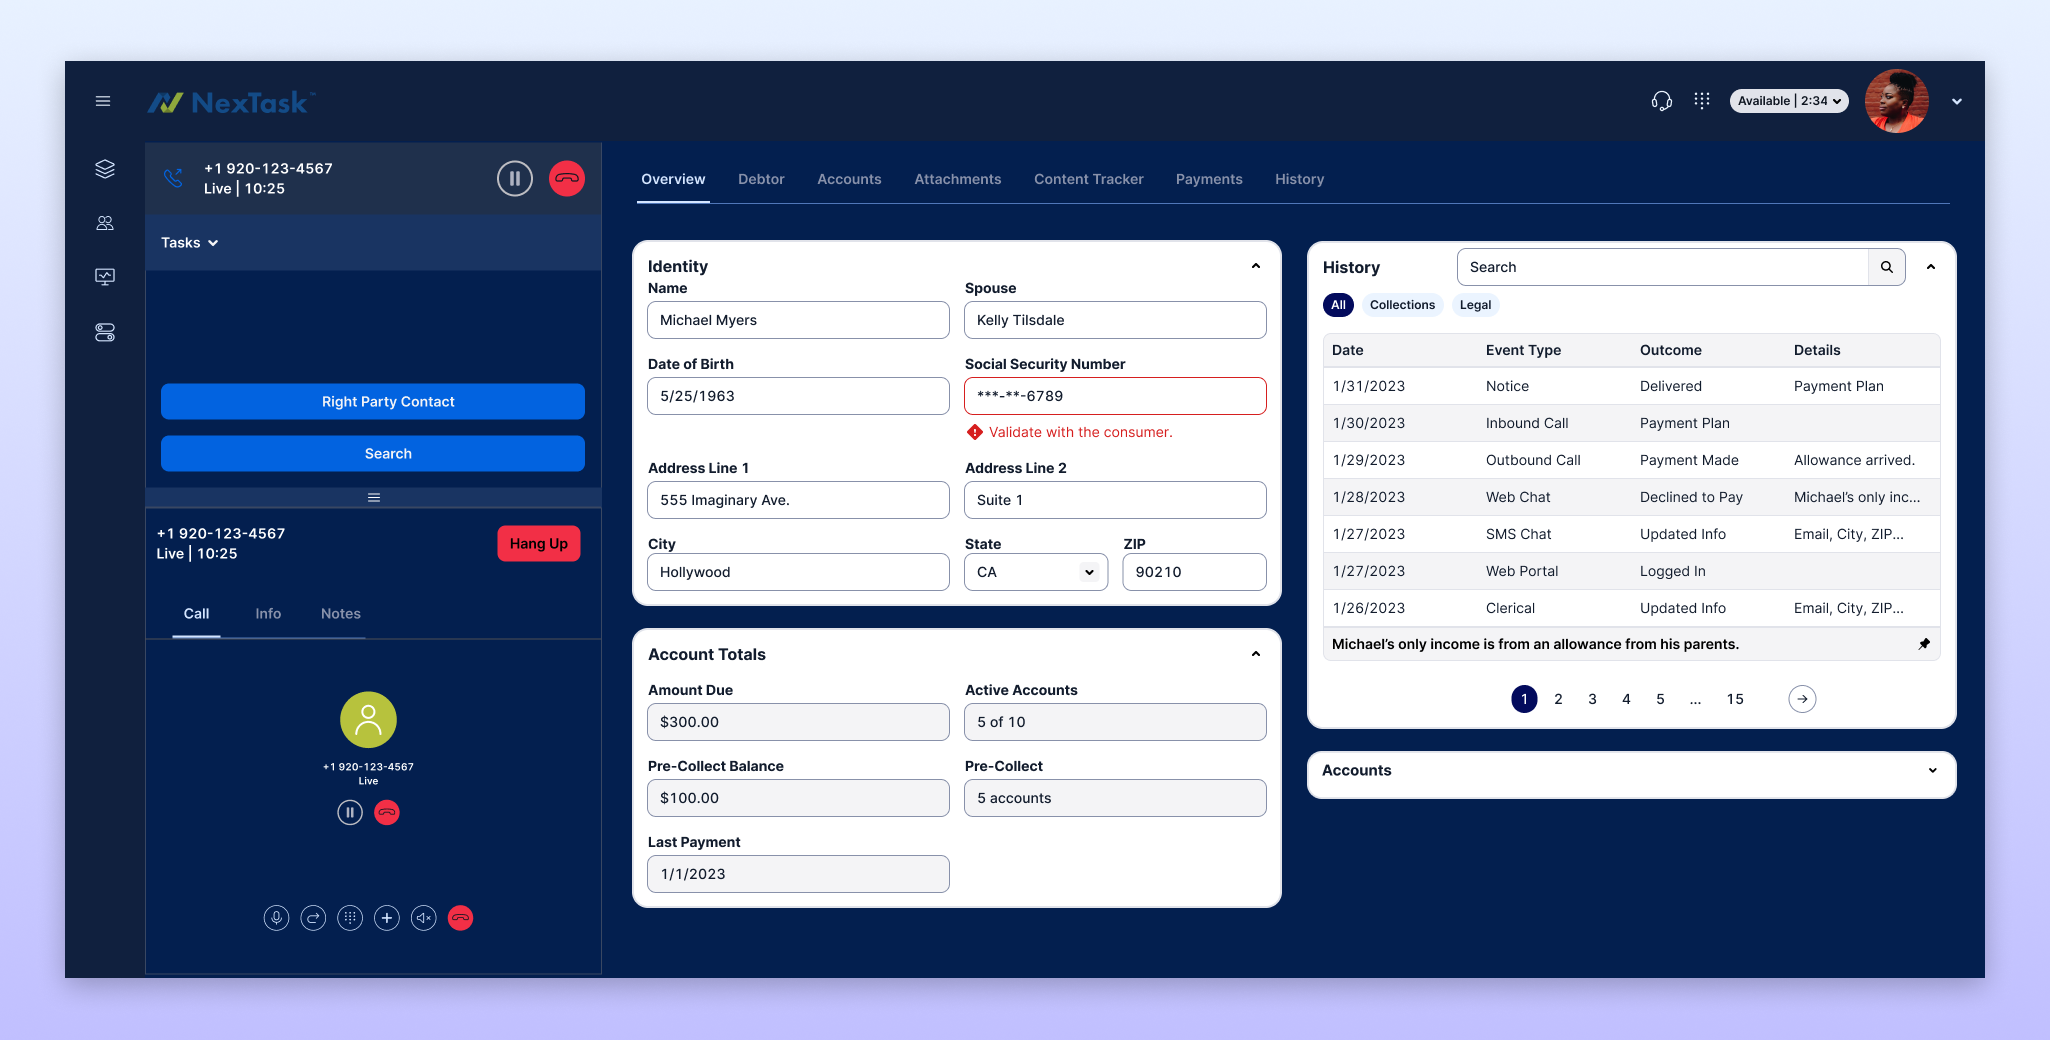 NexTask™
Available | 2:34
+1 920-123-4567
Live | 10:25
Tasks
Right Party Contact
Search
+1 920-123-4567
Live | 10:25
Hang Up
Call Info Notes
+1 920-123-4567
Live
Overview Debtor Accounts Attachments Content Tracker Payments History
Identity
Name Spouse
Michael Myers Kelly Tilsdale
Date of Birth Social Security Number
5/25/1963 ***-**-6789
Validate with the consumer.
Address Line 1 Address Line 2
555 Imaginary Ave. Suite 1
City State ZIP
Hollywood CA 90210
Account Totals
Amount Due Active Accounts
$300.00 5 of 10
Pre-Collect Balance Pre-Collect
$100.00 5 accounts
Last Payment
1/1/2023
History Search
All Collections Legal
Date Event Type Outcome Details
1/31/2023 Notice Delivered Payment Plan
1/30/2023 Inbound Call Payment Plan
1/29/2023 Outbound Call Payment Made Allowance arrived.
1/28/2023 Web Chat Declined to Pay Michael’s only inc...
1/27/2023 SMS Chat Updated Info Email, City, ZIP...
1/27/2023 Web Portal Logged In
1/26/2023 Clerical Updated Info Email, City, ZIP...
Michael’s only income is from an allowance from his parents.
1 2 3 4 5 ... 15
Accounts